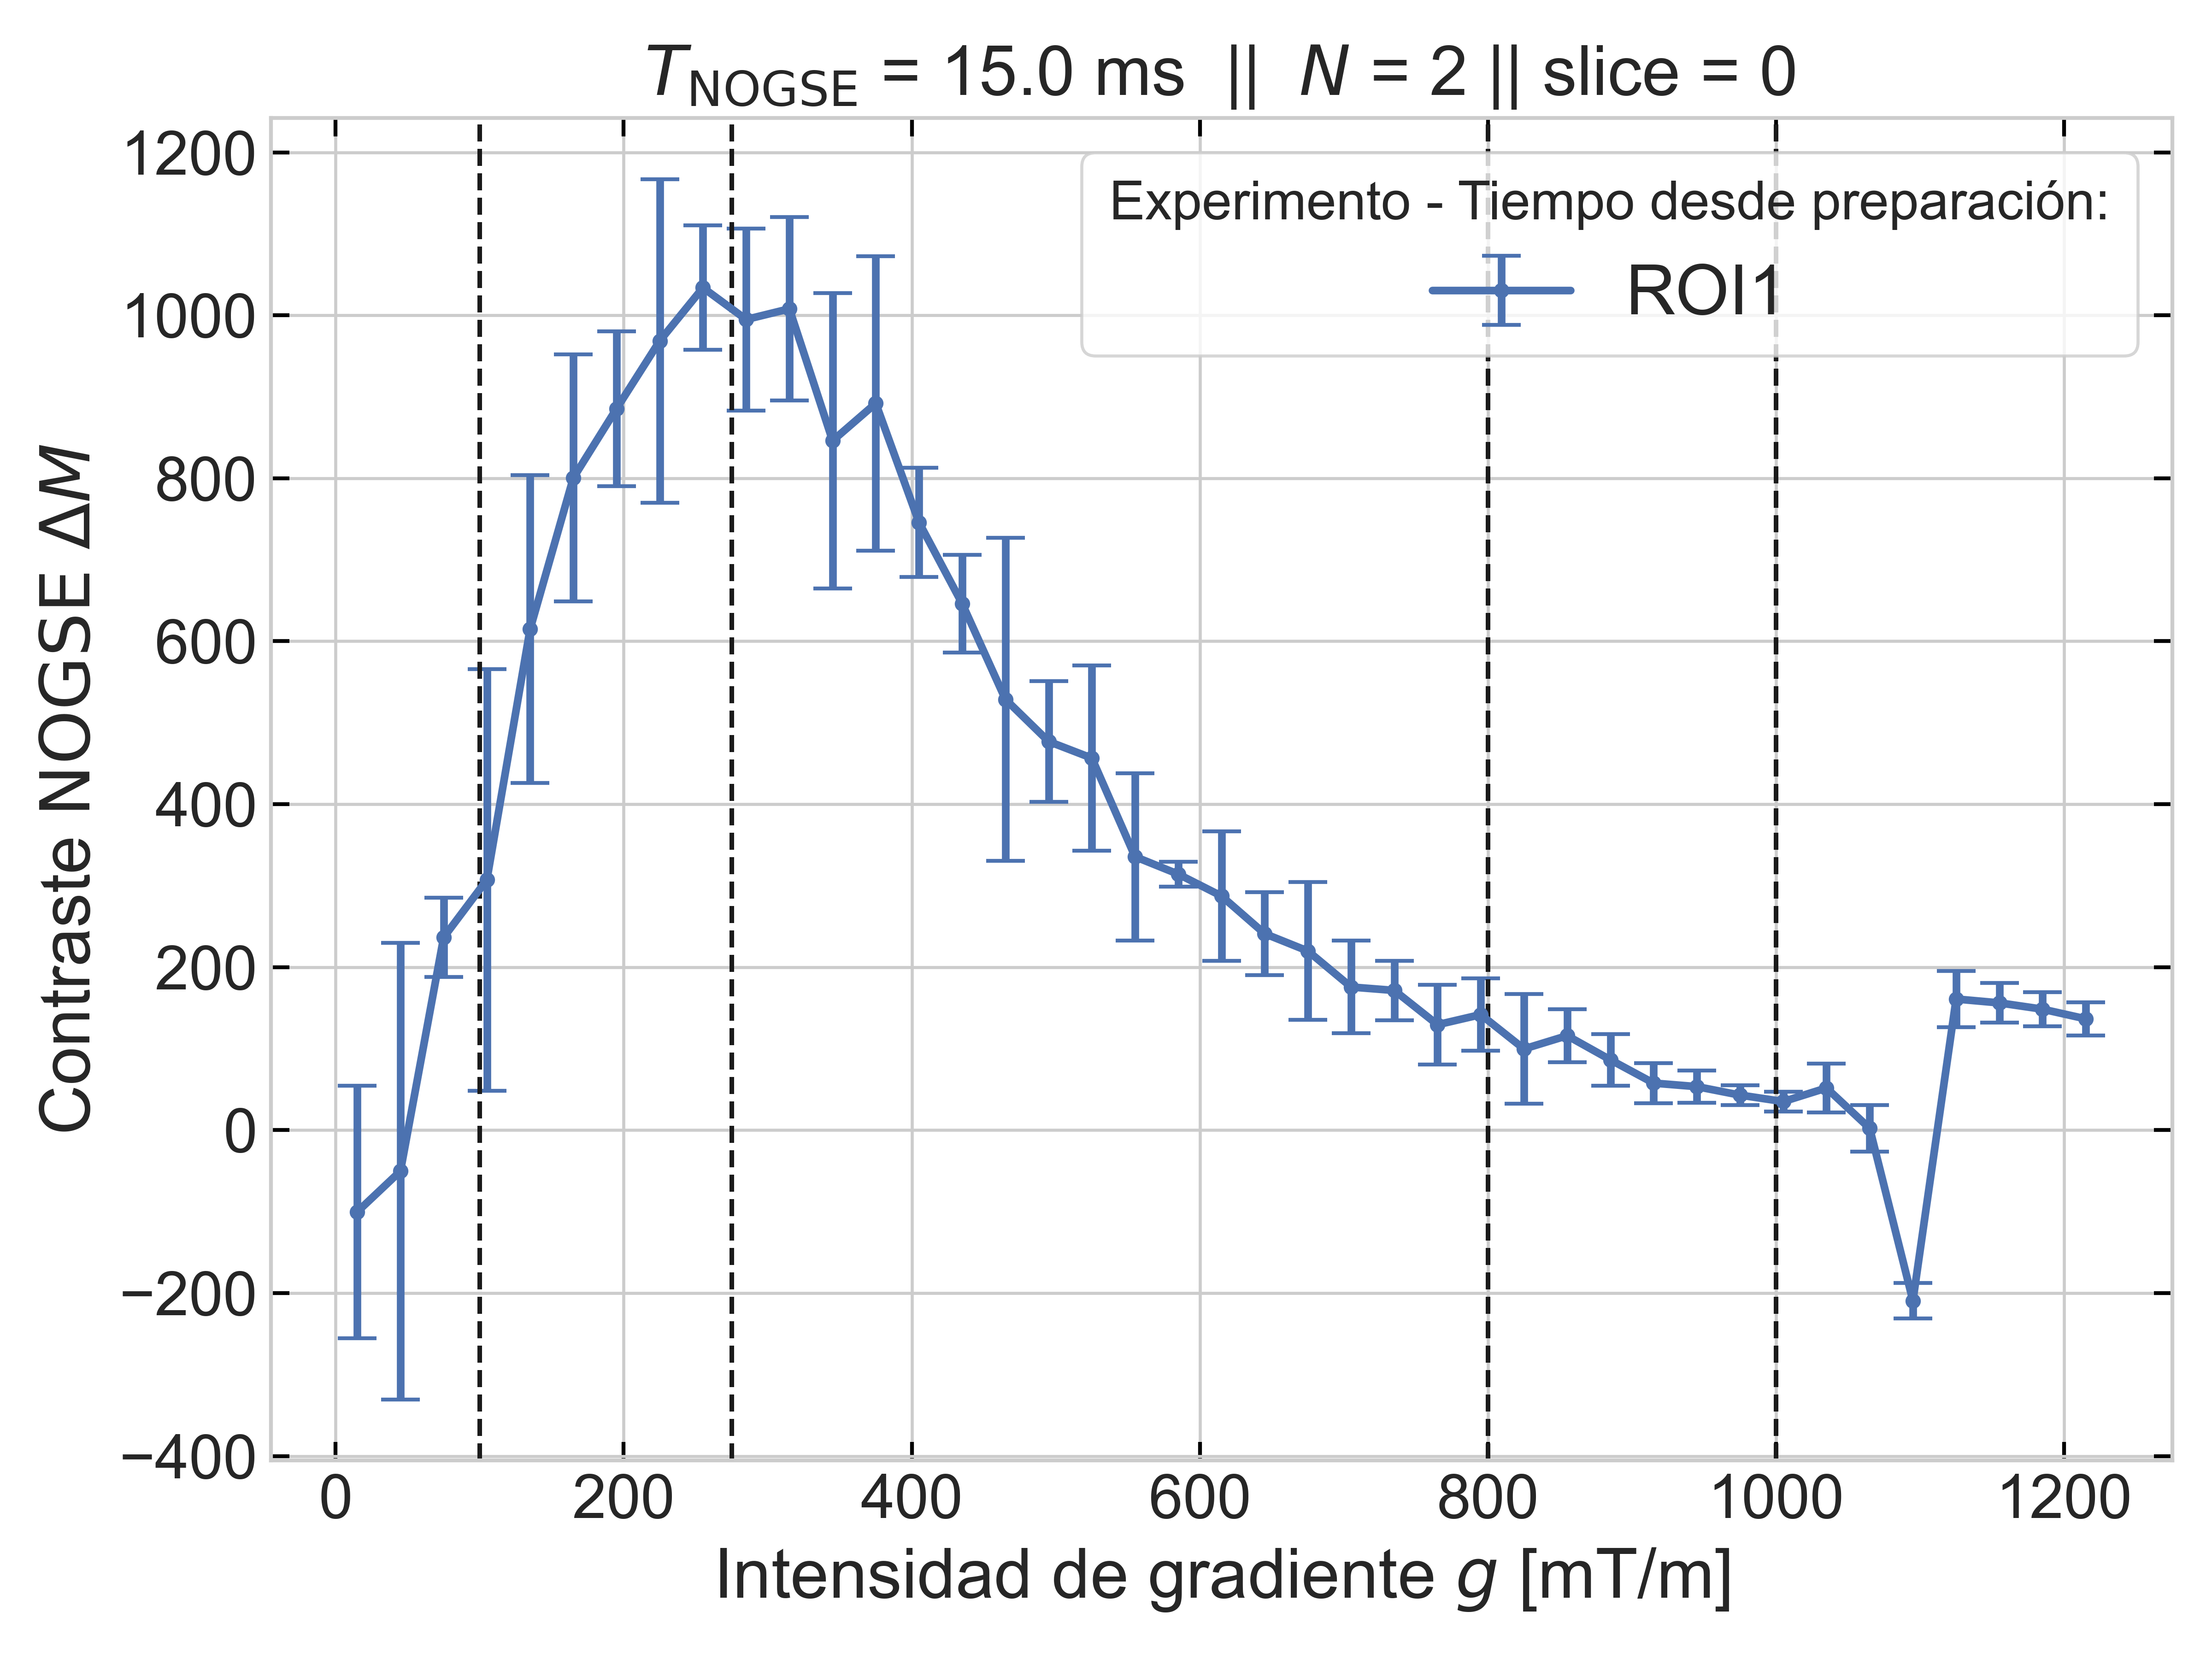 T_NOGSE = 15.0 ms || N = 2 || slice = 0
Contraste NOGSE ΔM
1200
1000
800
600
400
200
0
−200
−400
Experimento - Tiempo desde preparación:
ROI1
0 200 400 600 800 1000 1200
Intensidad de gradiente g [mT/m]